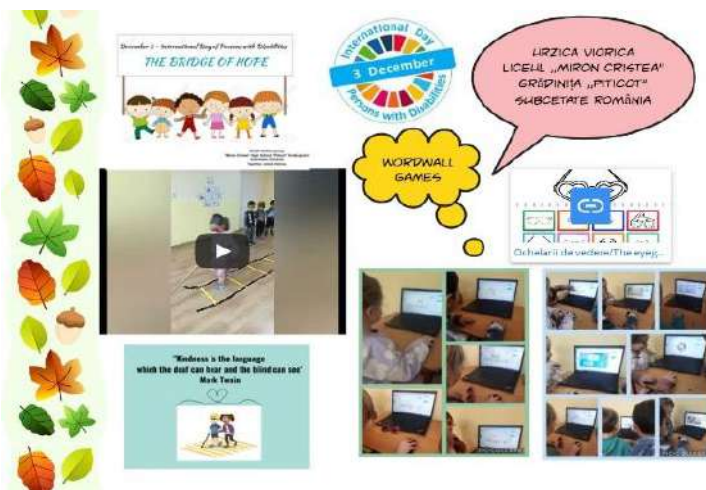 December 3 - International Day of Persons with Disabilities
THE BRIDGE OF HOPE
International Day
3 December
Persons with Disabilities
URZICA VIORICA
LICEUL „MIRON CRISTEA"
GRĂDINIȚA „PITICOT"
SUBCETATE ROMÂNIA
WORDWALL
GAMES
Ochelarii de vedere/The eyeg...
"Kindness is the language
which the deaf can hear and the blind can see'
Mark Twain